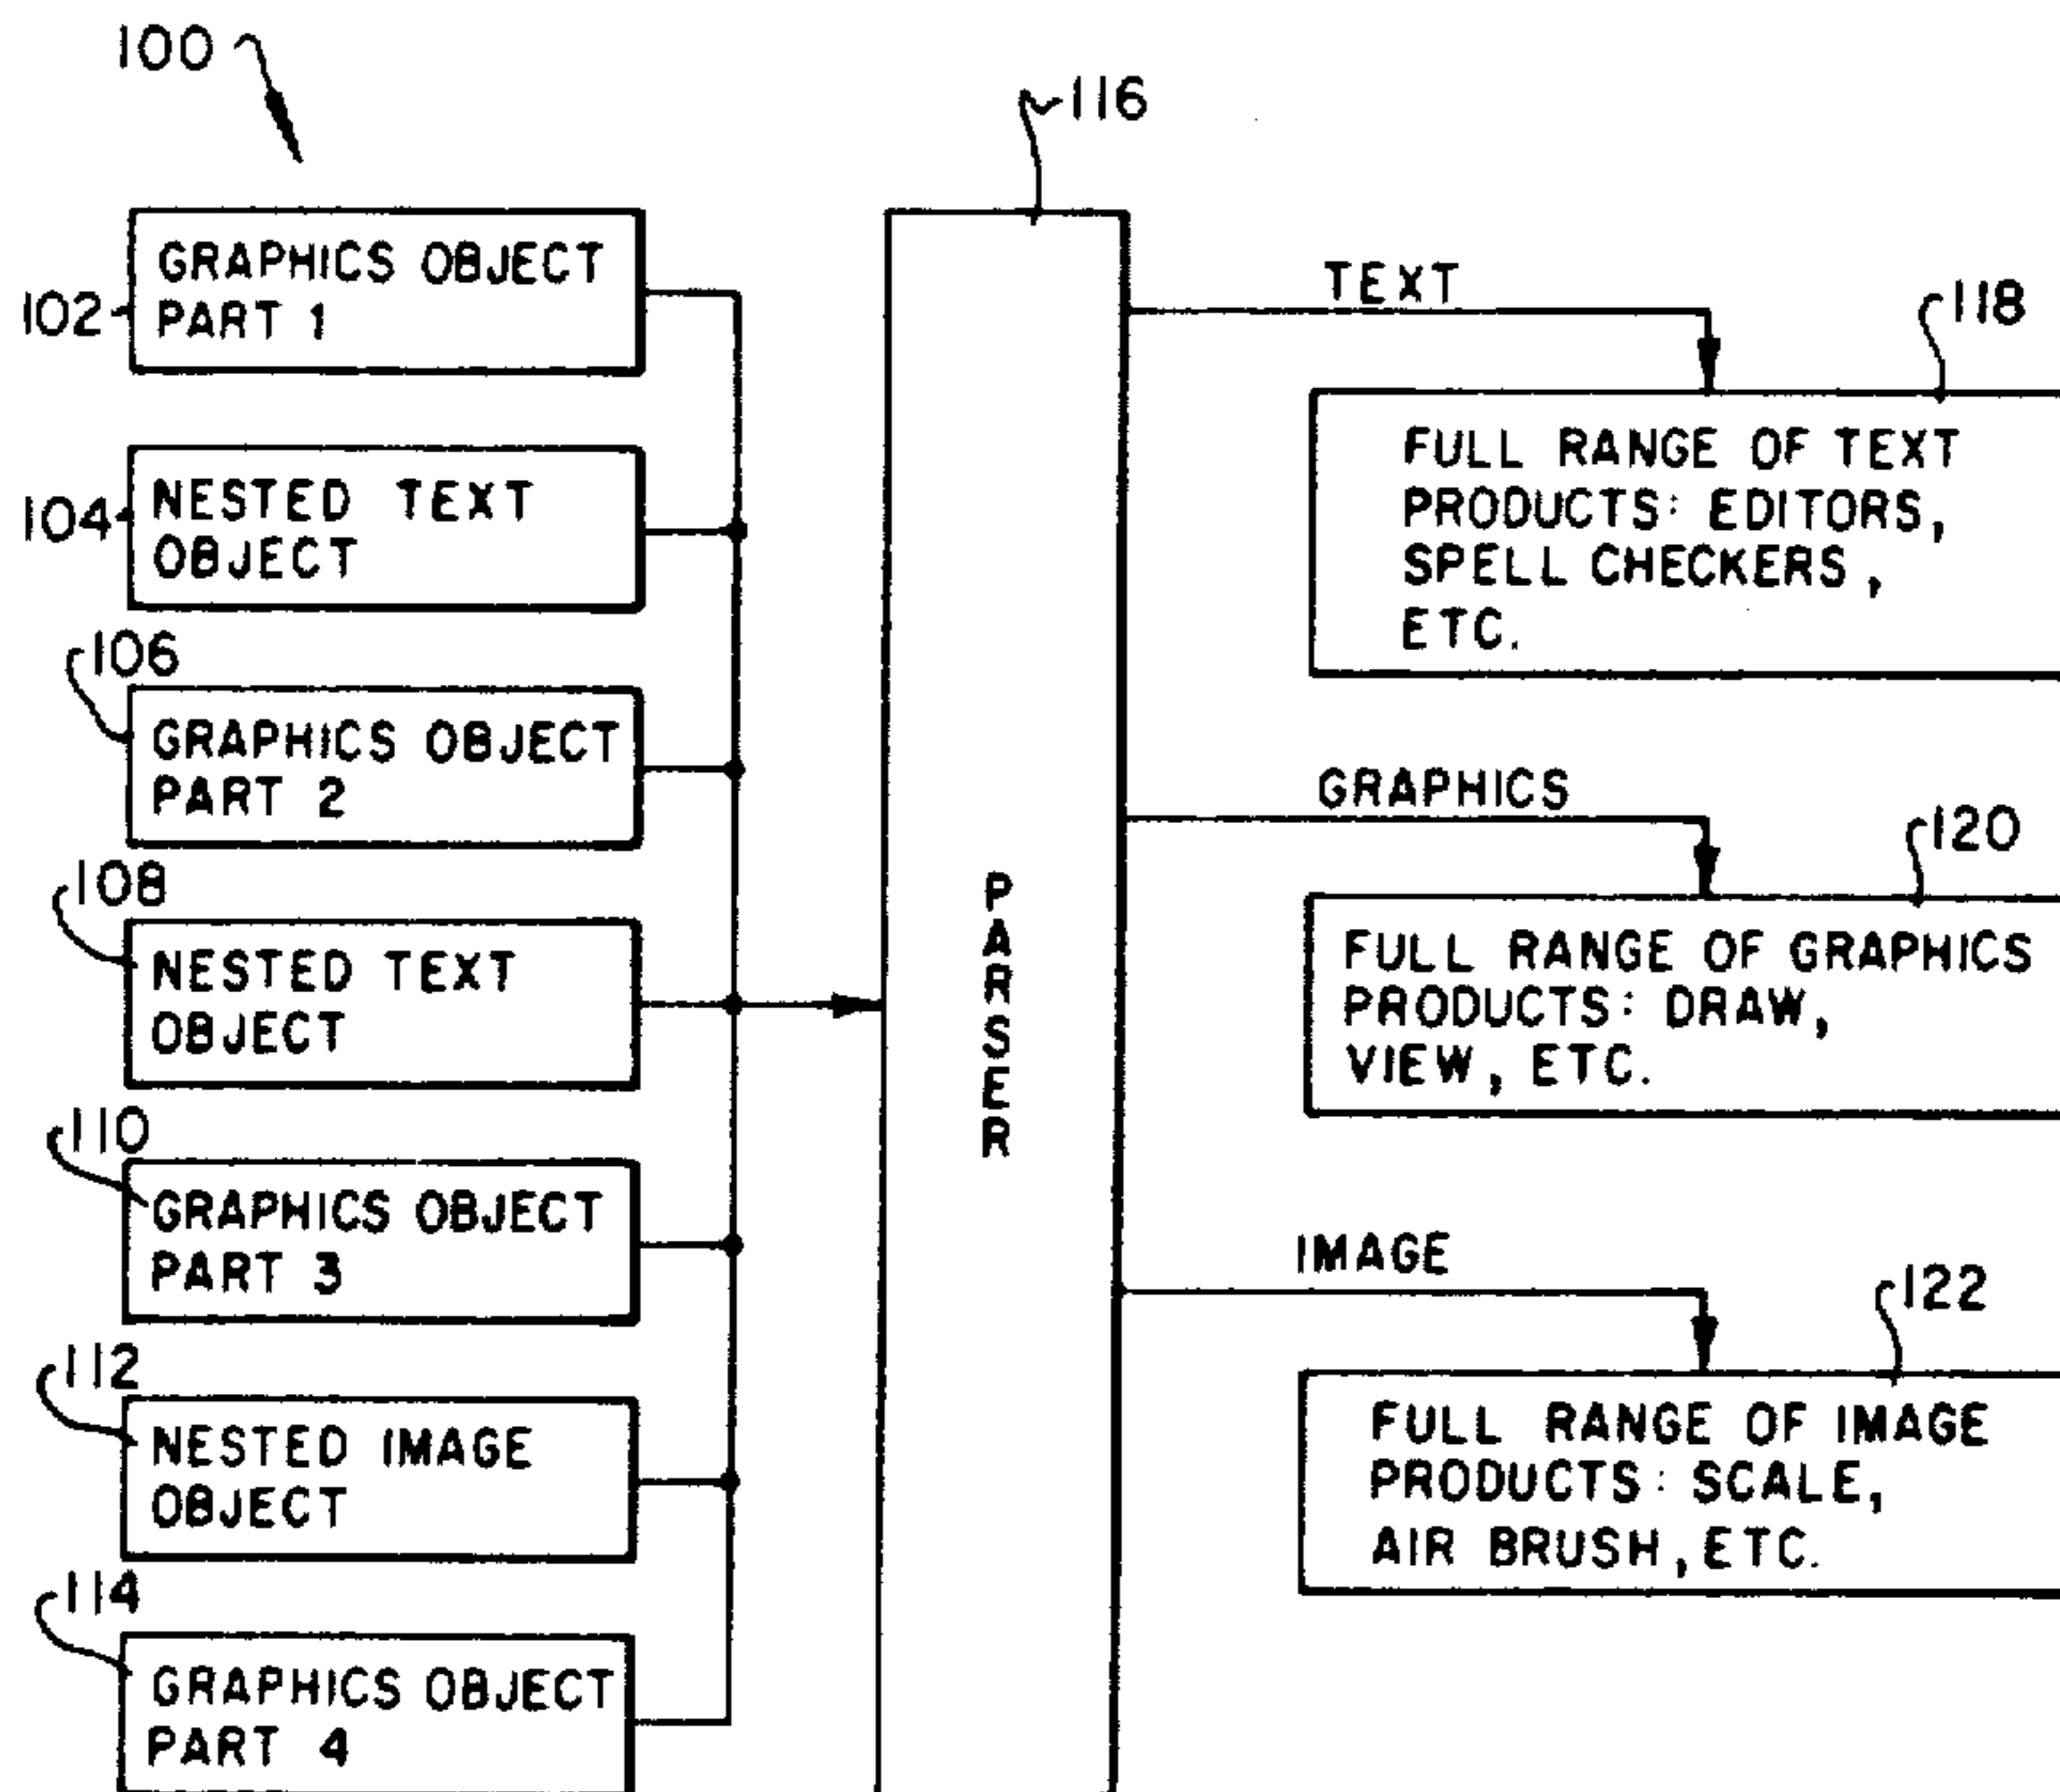 100
116
GRAPHICS OBJECT
PART 1
102
NESTED TEXT
OBJECT
104
106
GRAPHICS OBJECT
PART 2
108
NESTED TEXT
OBJECT
110
GRAPHICS OBJECT
PART 3
112
NESTED IMAGE
OBJECT
114
GRAPHICS OBJECT
PART 4
PARSER
TEXT
118
FULL RANGE OF TEXT
PRODUCTS: EDITORS,
SPELL CHECKERS,
ETC.
GRAPHICS
120
FULL RANGE OF GRAPHICS
PRODUCTS: DRAW,
VIEW, ETC.
IMAGE
122
FULL RANGE OF IMAGE
PRODUCTS: SCALE,
AIR BRUSH, ETC.